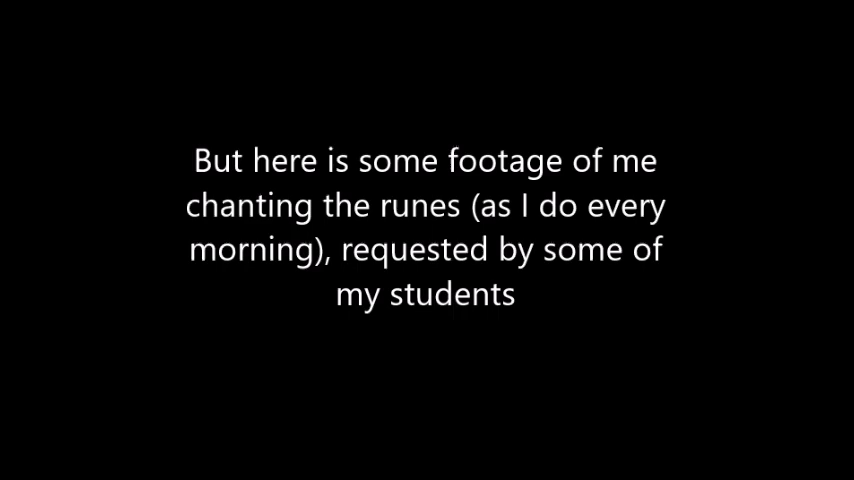 But here is some footage of me
chanting the runes (as I do every
morning), requested by some of
my students